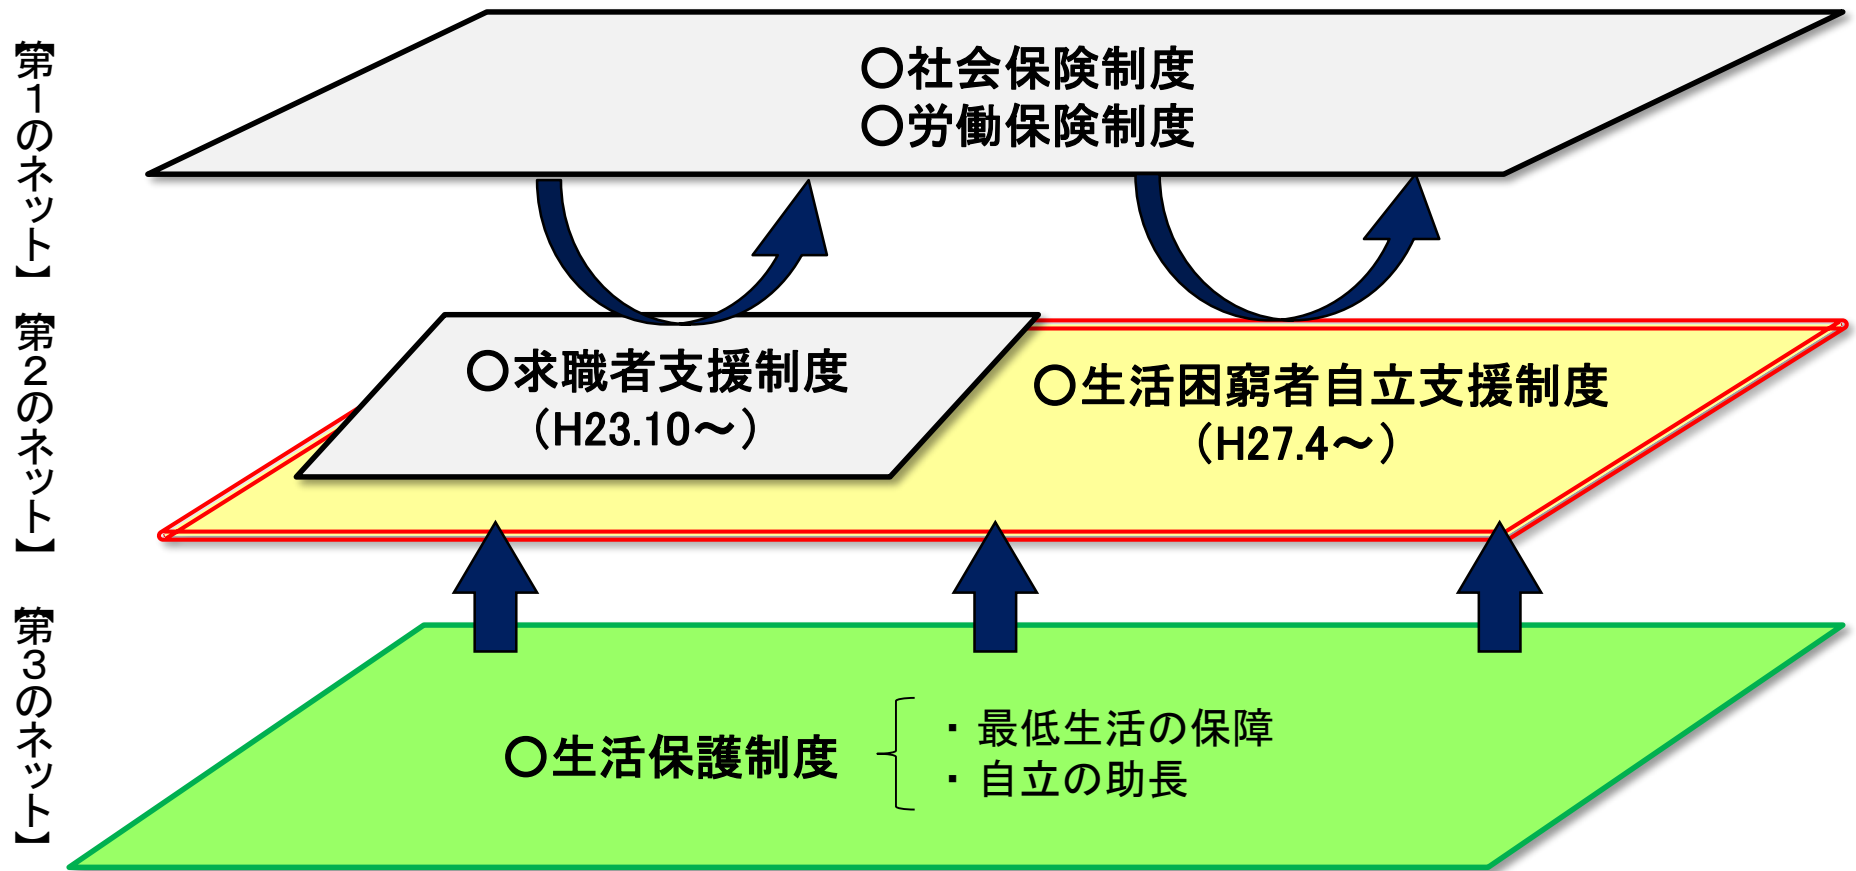 【第1のネット】
○社会保険制度
○労働保険制度
【第2のネット】
○求職者支援制度
（H23.10～）
○生活困窮者自立支援制度
（H27.4～）
【第3のネット】
○生活保護制度
・ 最低生活の保障
・ 自立の助長